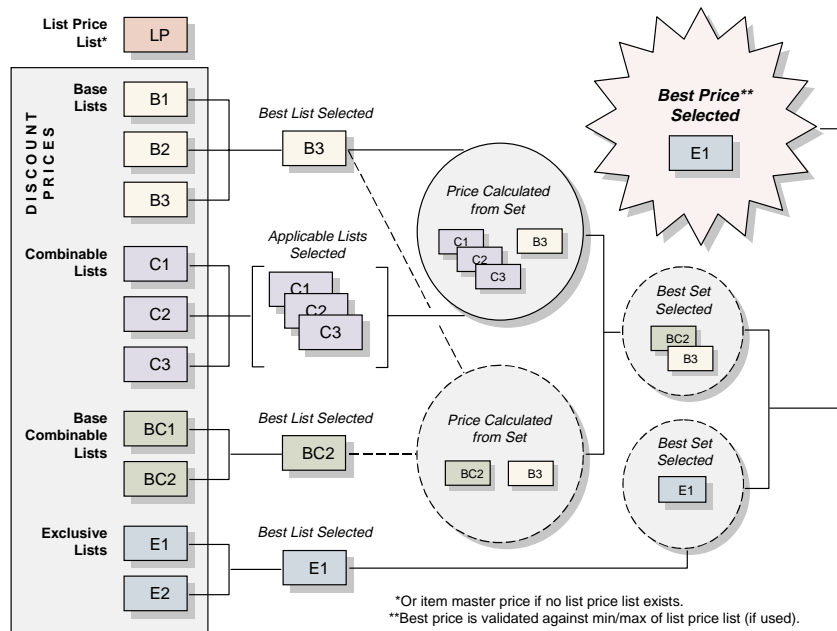 List Price
List*
LP
DISCOUNT
PRICES
Base
Lists
B1
B2
B3
Best List Selected
B3
Combinable
Lists
C1
C2
C3
Applicable Lists
Selected
C1
C2
C3
Base
Combinable
Lists
BC1
BC2
Best List Selected
BC2
Exclusive
Lists
E1
E2
Best List Selected
E1
Price Calculated
from Set
C1
C2
C3
B3
Price Calculated
from Set
BC2
B3
Best Set
Selected
BC2
B3
Best Set
Selected
E1
Best Price**
Selected
E1
*Or item master price if no list price list exists.
**Best price is validated against min/max of list price list (if used).